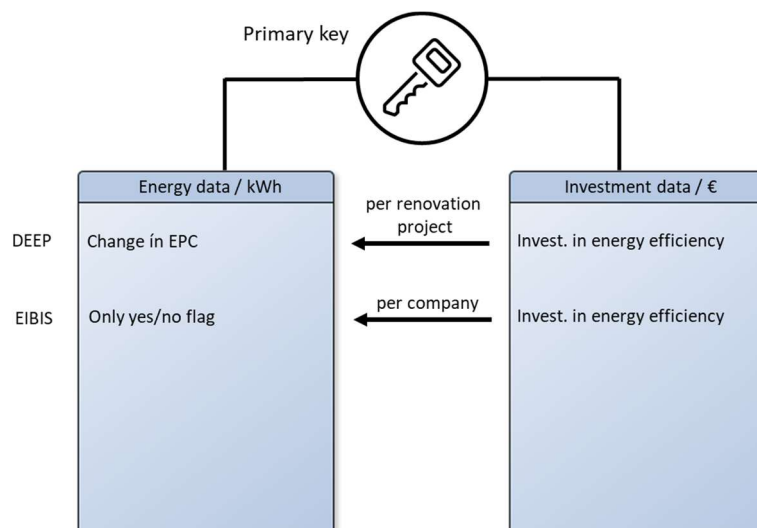 Primary key
Energy data / kWh
Investment data / €
per renovation
project
DEEP
Change ín EPC
Invest. in energy efficiency
per company
EIBIS
Only yes/no flag
Invest. in energy efficiency